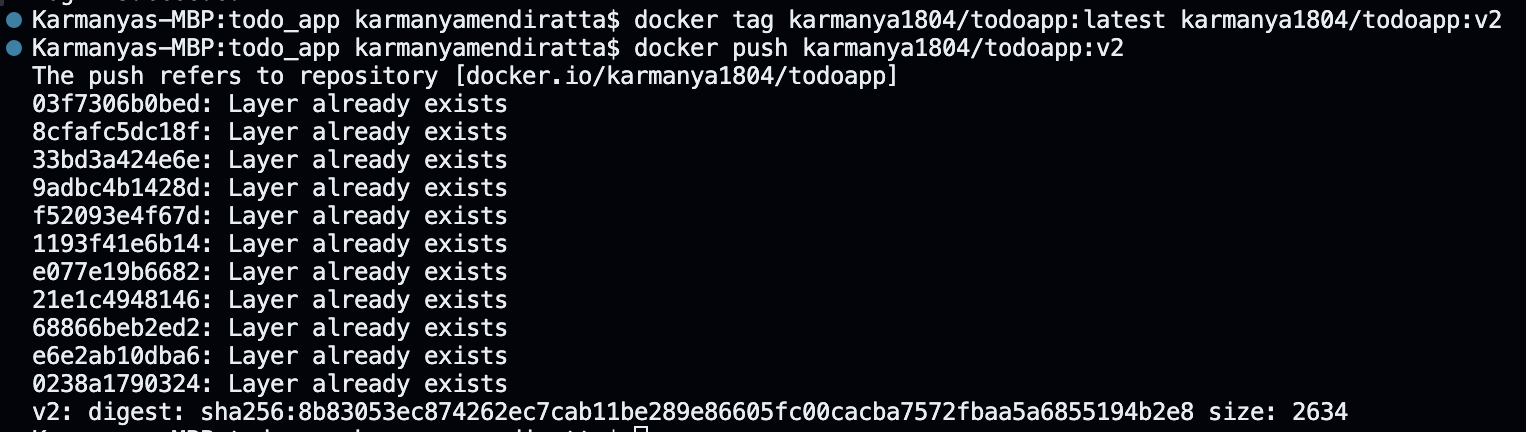 Karmanyas-MBP:todo_app karmanyamendiratta$ docker tag karmanya1804/todoapp:latest karmanya1804/todoapp:v2
Karmanyas-MBP:todo_app karmanyamendiratta$ docker push karmanya1804/todoapp:v2
The push refers to repository [docker.io/karmanya1804/todoapp]
03f7306b0bed: Layer already exists
8cfafc5dc18f: Layer already exists
33bd3a424e6e: Layer already exists
9adbc4b1428d: Layer already exists
f52093e4f67d: Layer already exists
1193f41e6b14: Layer already exists
e077e19b6682: Layer already exists
21e1c4948146: Layer already exists
68866beb2ed2: Layer already exists
e6e2ab10dba6: Layer already exists
0238a1790324: Layer already exists
v2: digest: sha256:8b83053ec874262ec7cab11be289e86605fc00cacba7572fbaa5a6855194b2e8 size: 2634